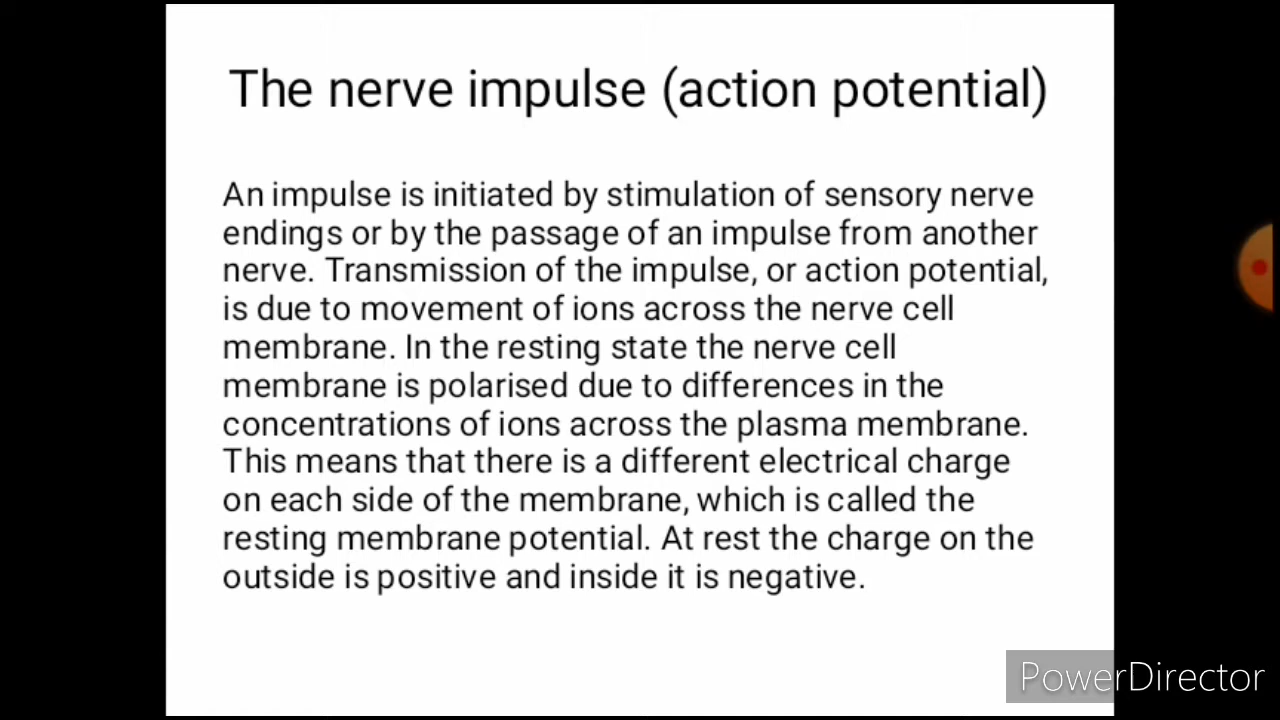 The nerve impulse (action potential)
An impulse is initiated by stimulation of sensory nerve
endings or by the passage of an impulse from another
nerve. Transmission of the impulse, or action potential,
is due to movement of ions across the nerve cell
membrane. In the resting state the nerve cell
membrane is polarised due to differences in the
concentrations of ions across the plasma membrane.
This means that there is a different electrical charge
on each side of the membrane, which is called the
resting membrane potential. At rest the charge on the
outside is positive and inside it is negative.
PowerDirector